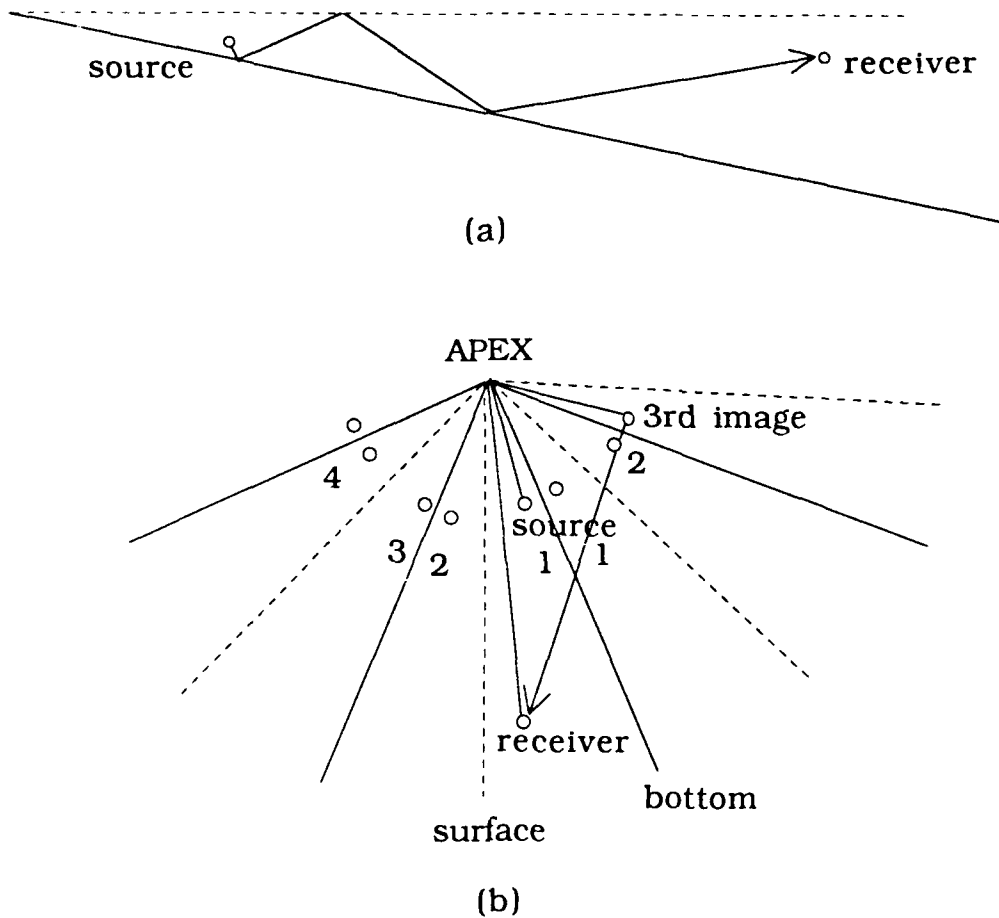 source
receiver
(a)
APEX
3rd image
2
4
source
3 2 1 1
receiver
bottom
surface
(b)